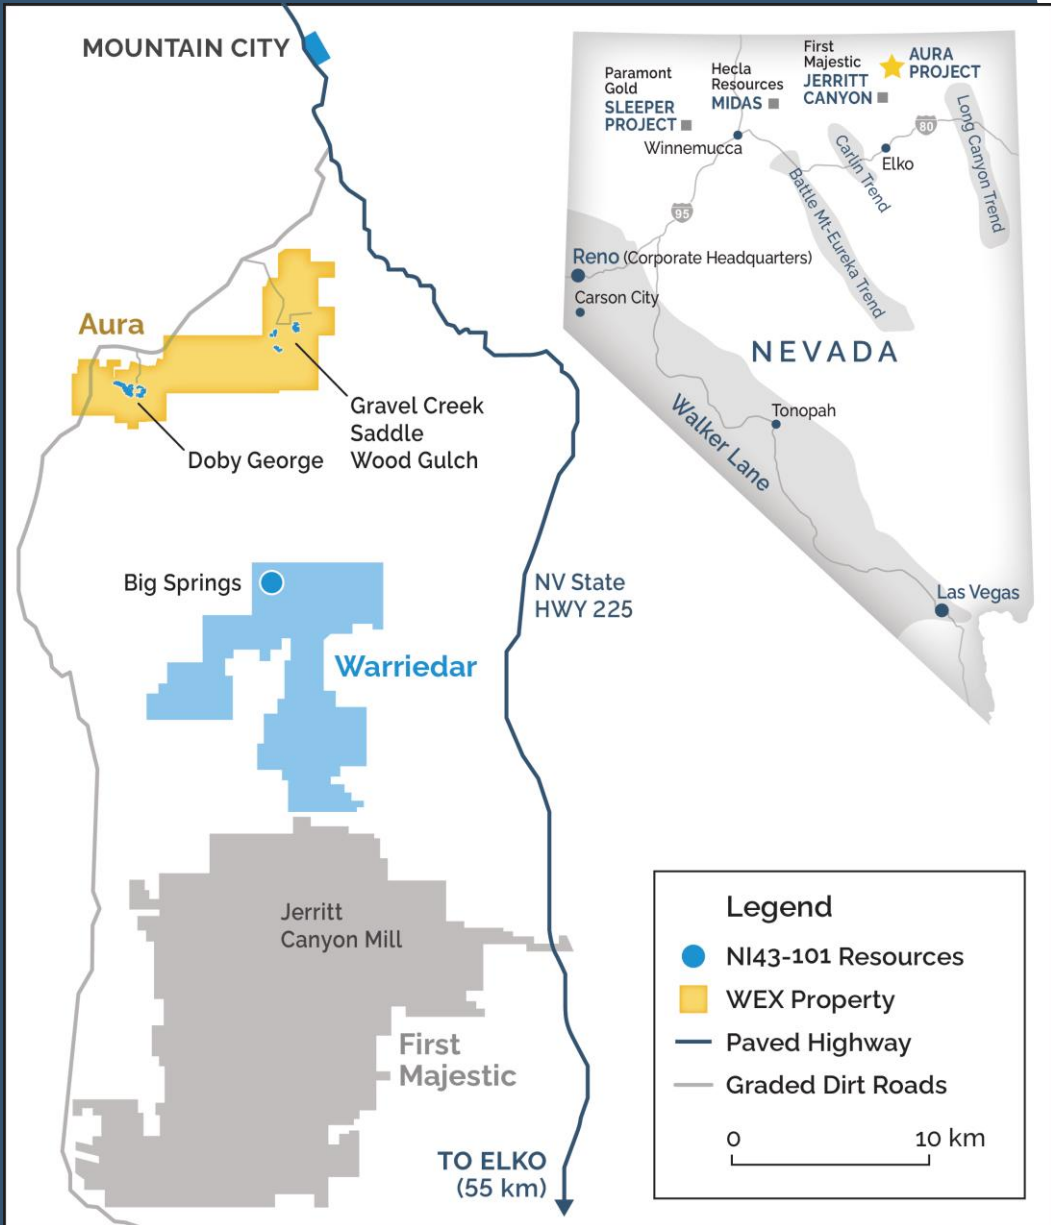 MOUNTAIN CITY
Aura
Gravel Creek
Saddle
Wood Gulch
Doby George
Big Springs
Warriedar
NV State
HWY 225
Jerritt
Canyon Mill
First
Majestic
TO ELKO
(55 km)
Paramont
Gold
SLEEPER
PROJECT
Hecla
Resources
MIDAS
First
Majestic
JERRITT
CANYON
AURA
PROJECT
Winnemucca
80
Elko
Carlin Trend
Long Canyon Trend
Battle Mt-Eureka Trend
95
Reno (Corporate Headquarters)
Carson City
NEVADA
Tonopah
Walker Lane
Las Vegas
Legend
NI43-101 Resources
WEX Property
Paved Highway
Graded Dirt Roads
0 10 km